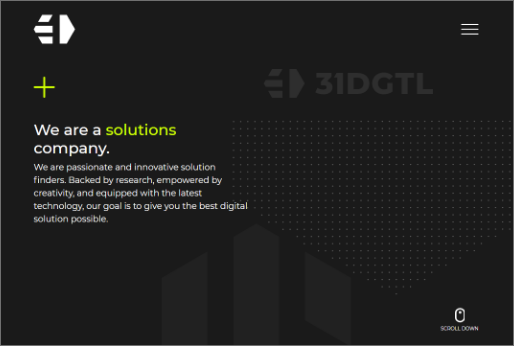 31DGTL
We are a solutions
company.
We are passionate and innovative solution
finders. Backed by research, empowered by
creativity, and equipped with the latest
technology, our goal is to give you the best digital
solution possible.
SCROLL DOWN